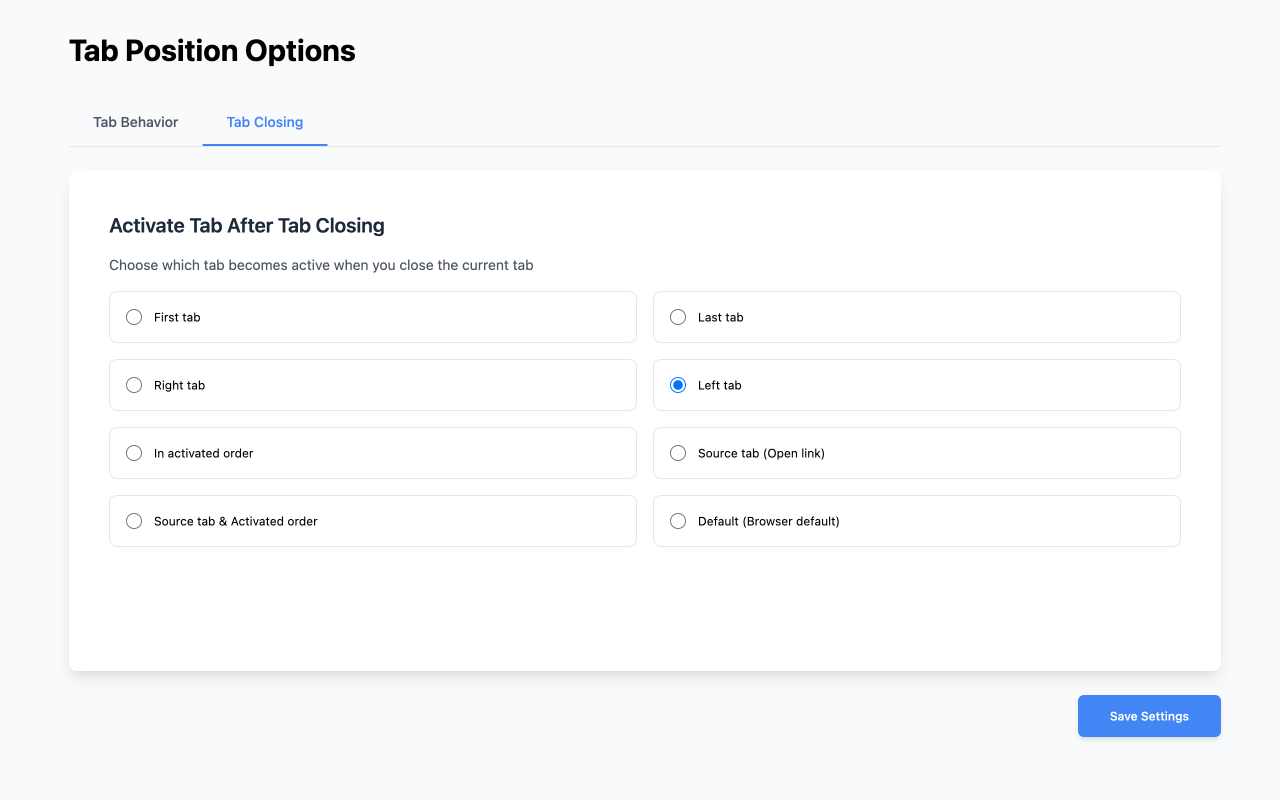 Tab Position Options
Tab Behavior
Tab Closing
Activate Tab After Tab Closing
Choose which tab becomes active when you close the current tab
First tab
Last tab
Right tab
Left tab
In activated order
Source tab (Open link)
Source tab & Activated order
Default (Browser default)
Save Settings